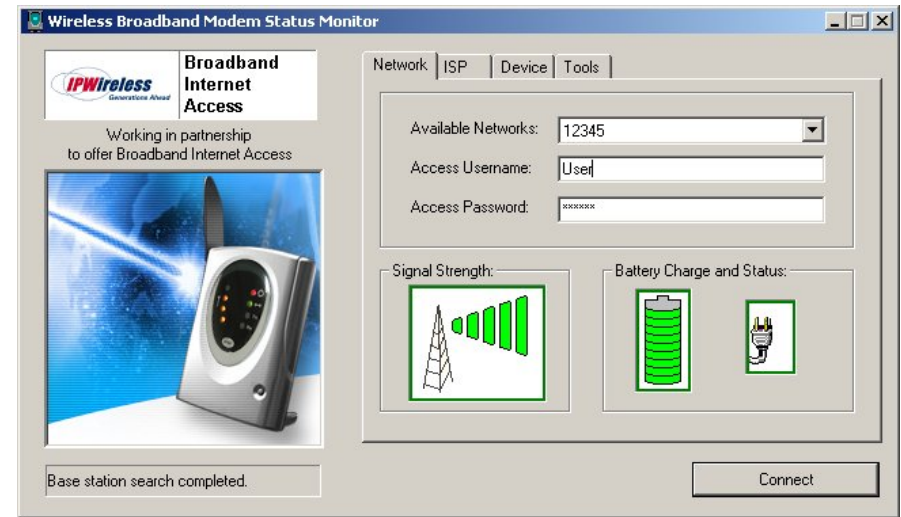 Wireless Broadband Modem Status Monitor
IPWireless
Generations Ahead
Broadband
Internet
Access
Working in partnership
to offer Broadband Internet Access
Network ISP Device Tools
Available Networks: 12345
Access Username: User
Access Password: ******
Signal Strength:
Battery Charge and Status:
Base station search completed.
Connect